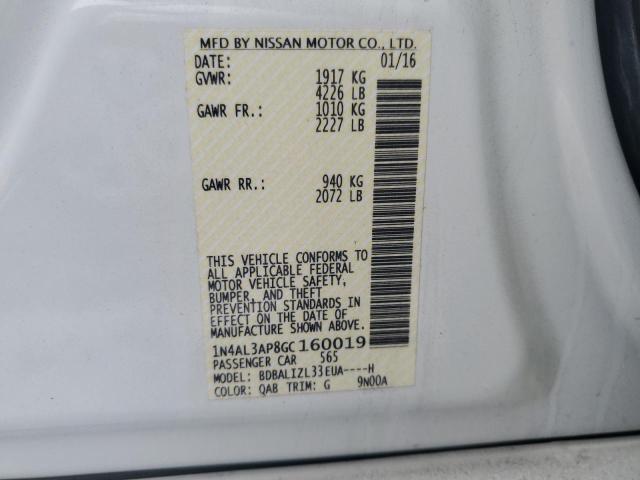 MFD BY NISSAN MOTOR CO., LTD.
DATE: 01/16
GVWR: 1917 KG
4226 LB
GAWR FR.: 1010 KG
2227 LB
GAWR RR.: 940 KG
2072 LB
THIS VEHICLE CONFORMS TO
ALL APPLICABLE FEDERAL
MOTOR VEHICLE SAFETY,
BUMPER, AND THEFT
PREVENTION STANDARDS IN
EFFECT ON THE DATE OF
MANUFACTURE SHOWN ABOVE.
1N4AL3AP8GC160019
PASSENGER CAR 565
MODEL: BDBALIZL33EUA----H
COLOR: QAB TRIM: G 9N00A